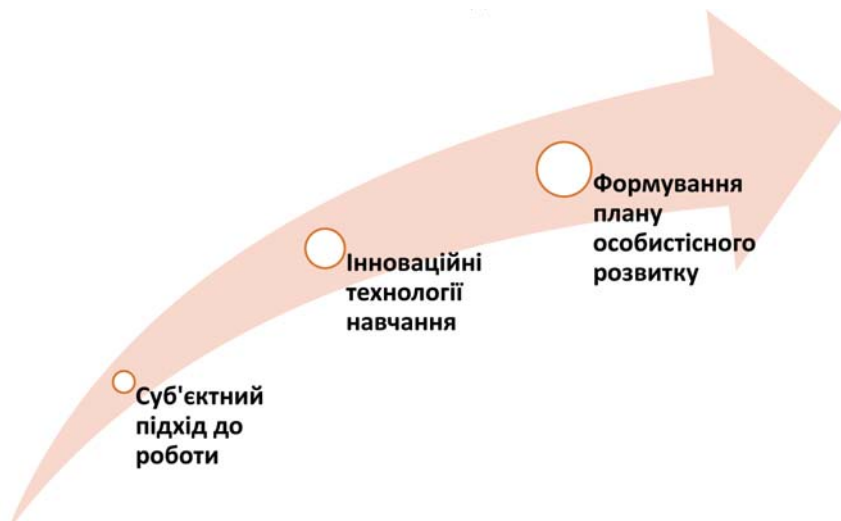 Формування
плану
особистісного
розвитку
Інноваційні
технології
навчання
Суб'єктний
підхід до
роботи